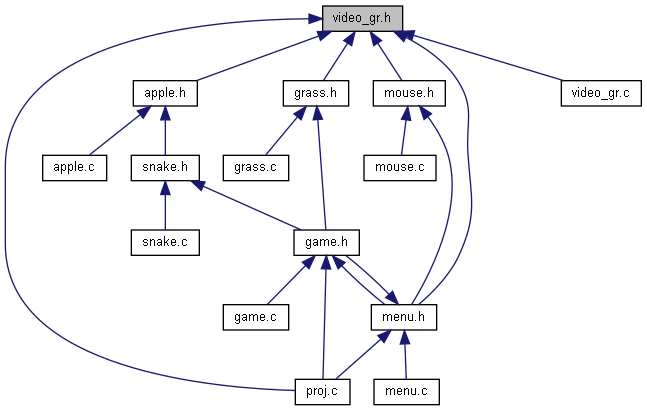 video_gr.h
apple.h
grass.h
mouse.h
video_gr.c
apple.c
snake.h
grass.c
mouse.c
snake.c
game.h
game.c
menu.h
proj.c
menu.c